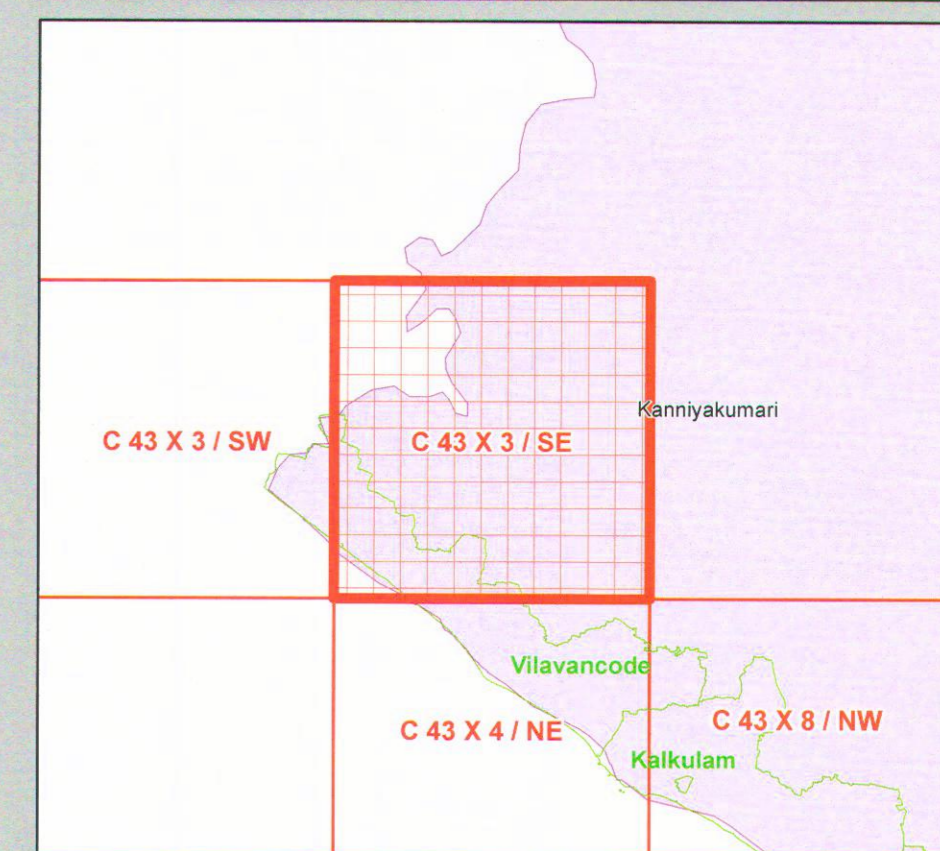 Kanniyakumari
C 43 X 3 / SW
C 43 X 3 / SE
Vilavancode
C 43 X 4 / NE
C 43 X 8 / NW
Kalkulam